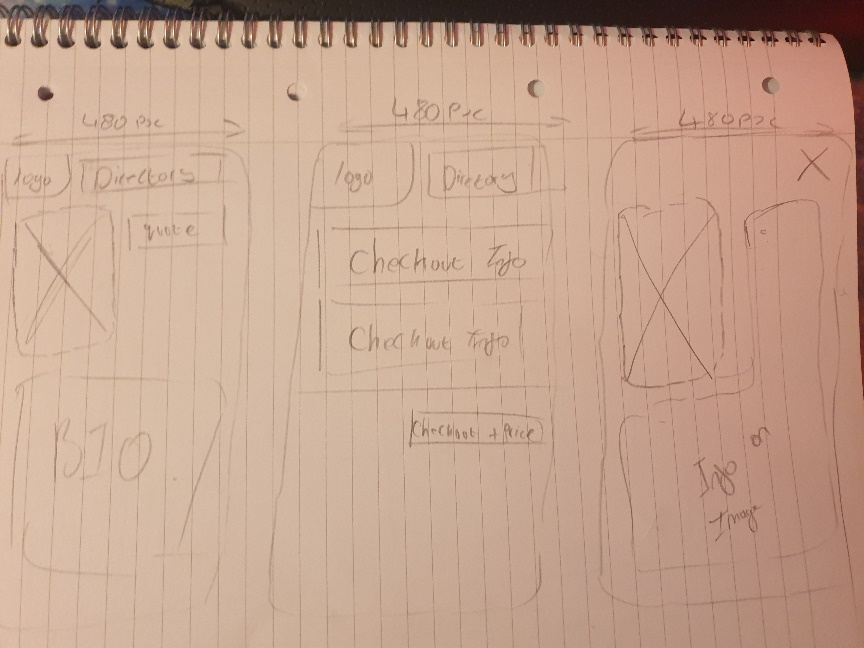 480 Px
480 Px
480 Px
logo
Directory
logo
Directory
X
quote
Checkout Info
Checkout Info
BIO
Checkout + Price
Info on
Image